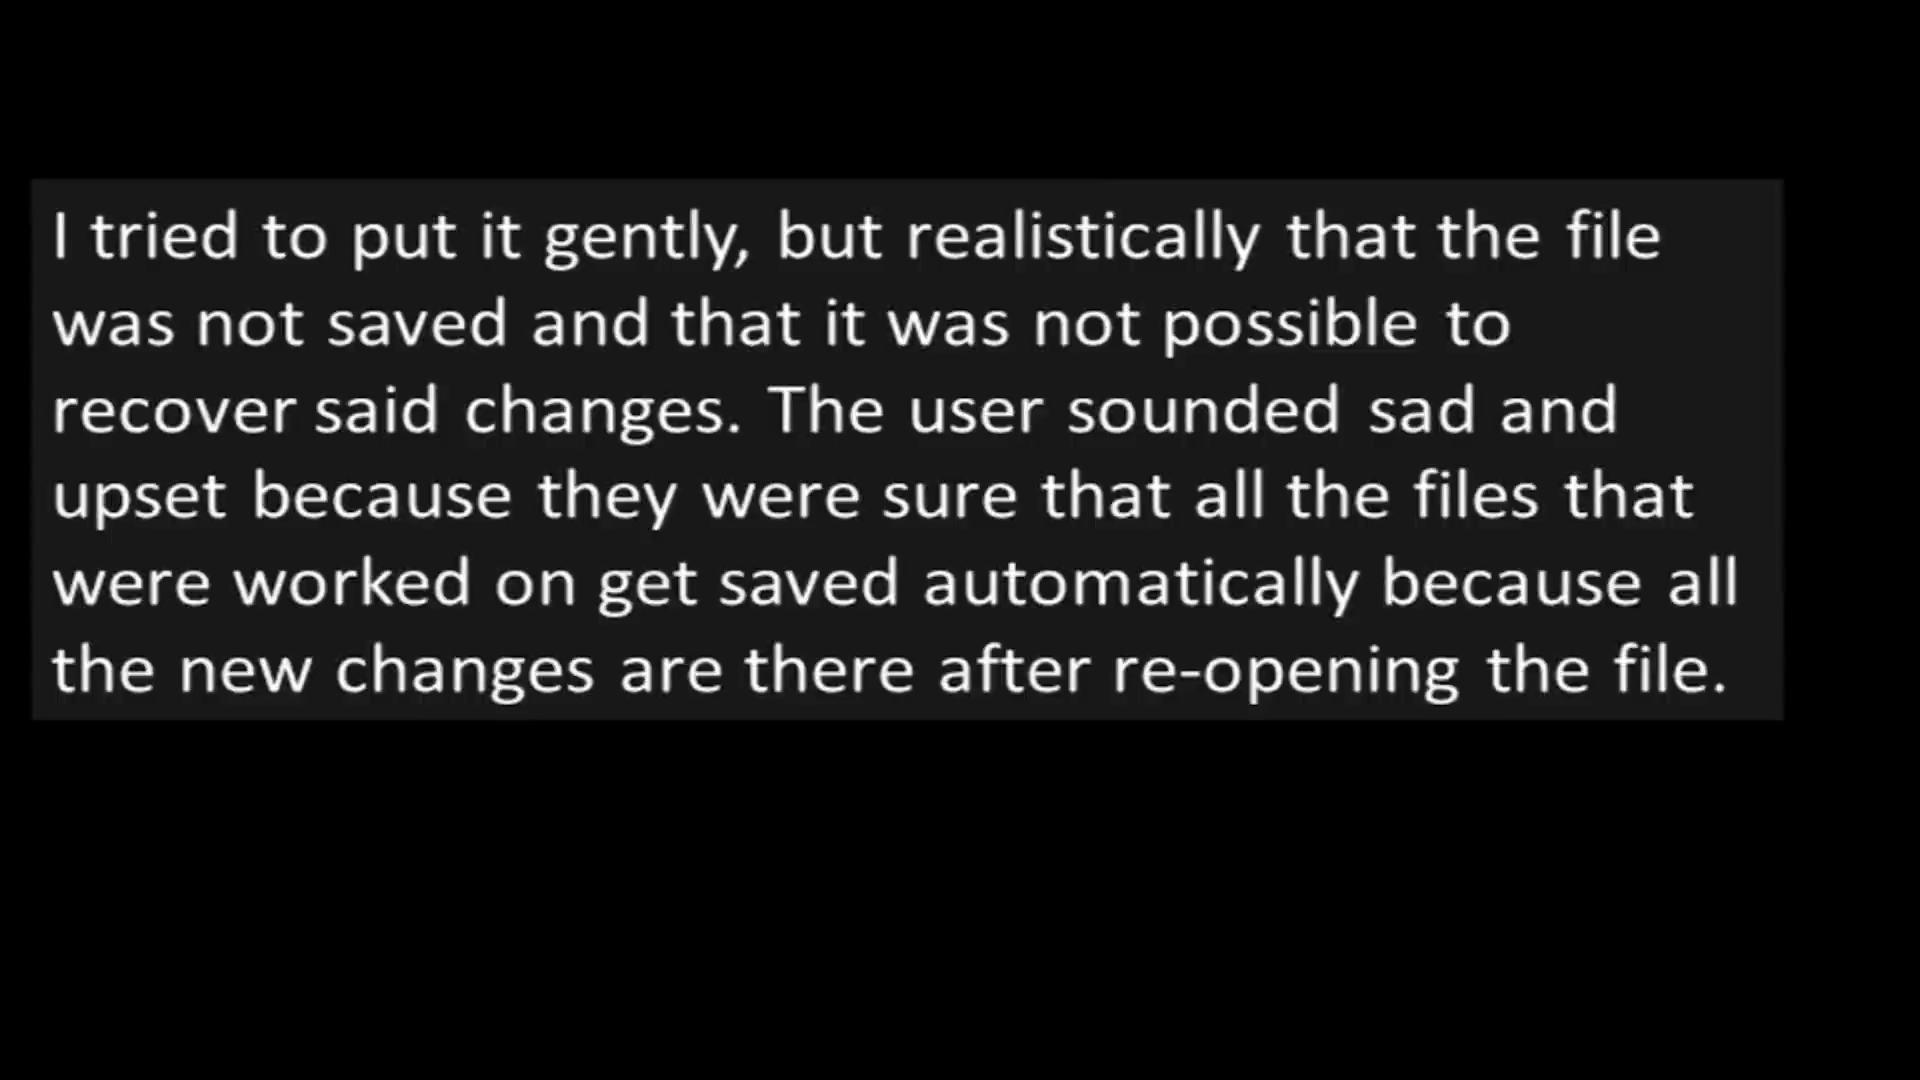 I tried to put it gently, but realistically that the file
was not saved and that it was not possible to
recover said changes. The user sounded sad and
upset because they were sure that all the files that
were worked on get saved automatically because all
the new changes are there after re-opening the file.